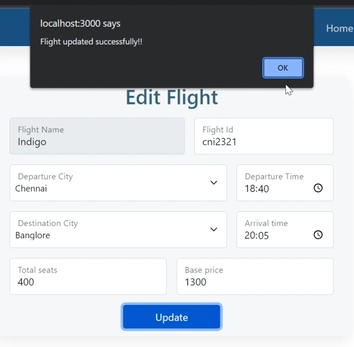 localhost:3000 says
Flight updated successfully!!
OK
Home
Edit Flight
Flight Name
Indigo
Flight Id
cni2321
Departure City
Chennai
Departure Time
18:40
Destination City
Banglore
Arrival time
20:05
Total seats
400
Base price
1300
Update